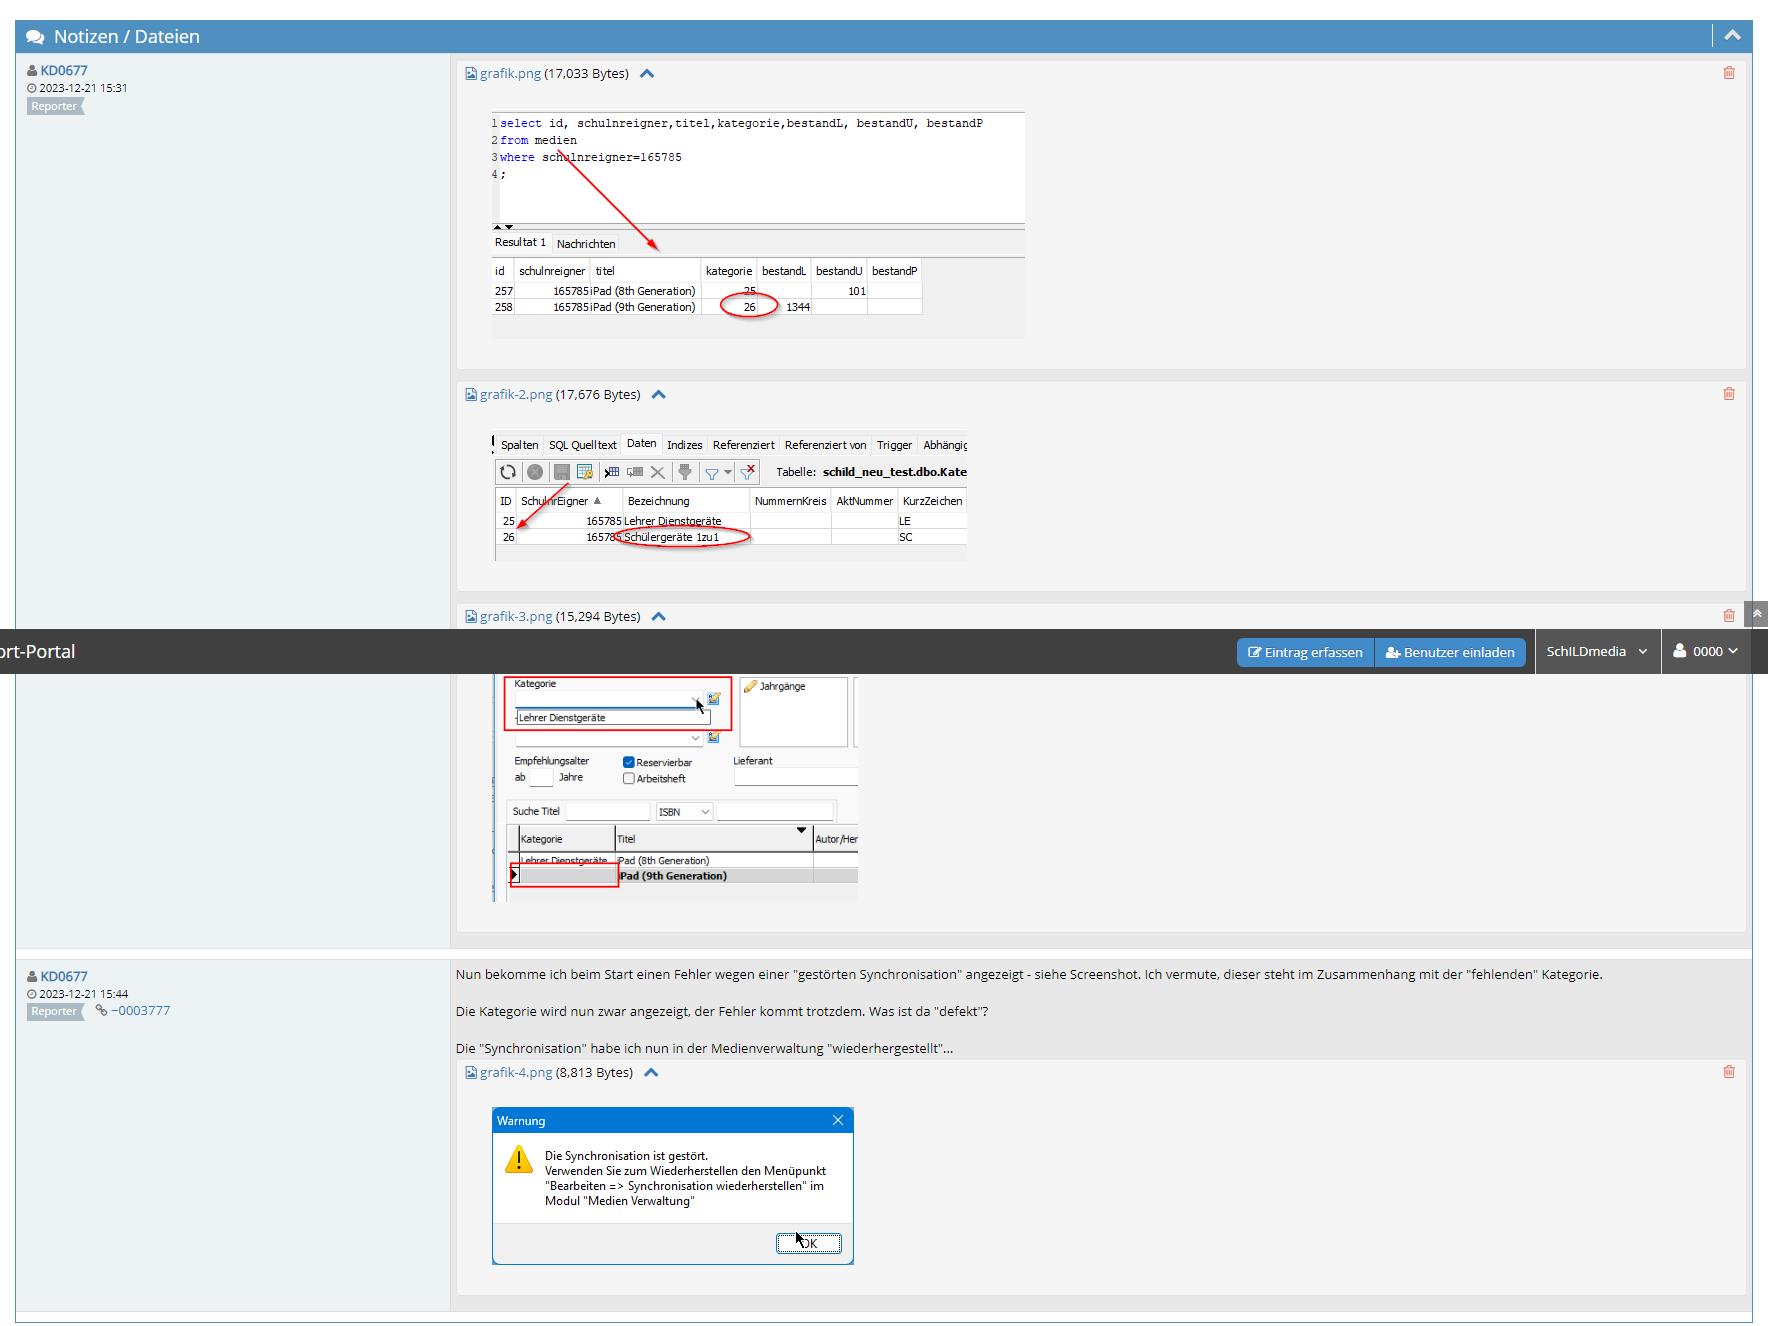 Notizen / Dateien
KD0677
2023-12-21 15:31
Reporter
grafik.png (17,033 Bytes)
1 select id, schulnreigner,titel,kategorie,bestandL, bestandU, bestandP
2 from medien
3 where schulnreigner=165785
4 ;
Resultat 1 Nachrichten
id schulnreigner titel kategorie bestandL bestandU bestandP
257 165785 iPad (8th Generation) 25 101
258 165785 iPad (9th Generation) 26 1344
grafik-2.png (17,676 Bytes)
Spalten SQL Quelltext Daten Indizes Referenziert Referenziert von Trigger Abhängig
Tabelle: schild_neu_test.dbo.Kate
ID SchulnrEigner Bezeichnung NummernKreis AktNummer KurzZeichen
25 165785 Lehrer Dienstgeräte LE
26 165785 Schülergeräte 1zu1 SC
grafik-3.png (15,294 Bytes)
ort-Portal Eintrag erfassen Benutzer einladen SchILDmedia 0000
Kategorie Jahrgänge
Lehrer Dienstgeräte
Empfehlungsalter Reservierbar Lieferant
ab Jahre Arbeitsheft
Suche Titel ISBN
Kategorie Titel Autor/Her
Lehrer Dienstgeräte iPad (8th Generation)
iPad (9th Generation)
KD0677
2023-12-21 15:44
Reporter ~0003777
Nun bekomme ich beim Start einen Fehler wegen einer "gestörten Synchronisation" angezeigt - siehe Screenshot. Ich vermute, dieser steht im Zusammenhang mit der "fehlenden" Kategorie.
Die Kategorie wird nun zwar angezeigt, der Fehler kommt trotzdem. Was ist da "defekt"?
Die "Synchronisation" habe ich nun in der Medienverwaltung "wiederhergestellt"...
grafik-4.png (8,813 Bytes)
Warnung
Die Synchronisation ist gestört.
Verwenden Sie zum Wiederherstellen den Menüpunkt
"Bearbeiten => Synchronisation wiederherstellen" im
Modul "Medien Verwaltung"
OK